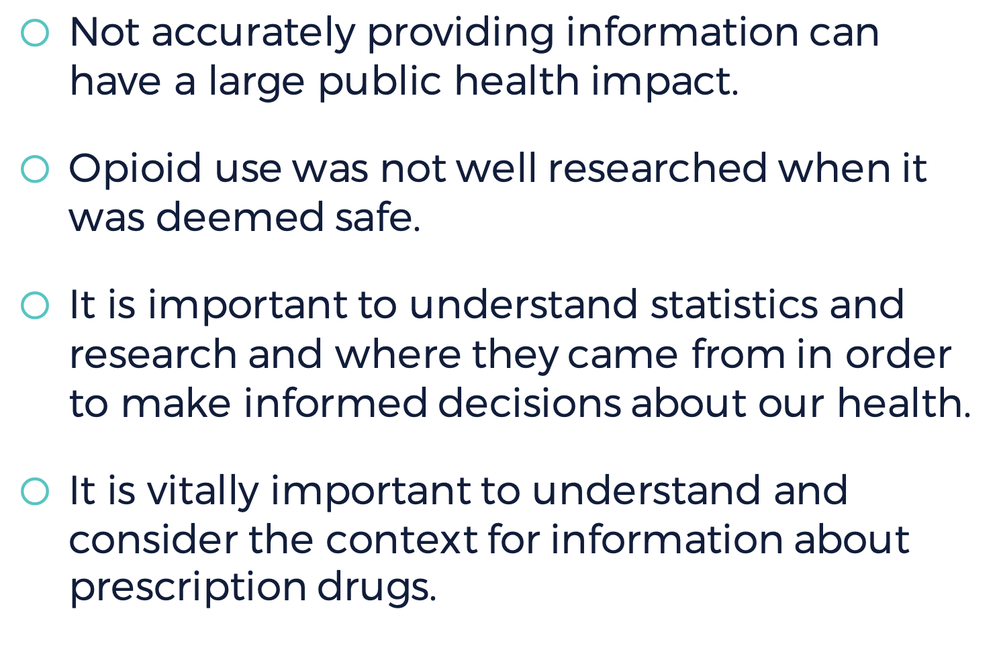 Not accurately providing information can
have a large public health impact.
Opioid use was not well researched when it
was deemed safe.
It is important to understand statistics and
research and where they came from in order
to make informed decisions about our health.
It is vitally important to understand and
consider the context for information about
prescription drugs.